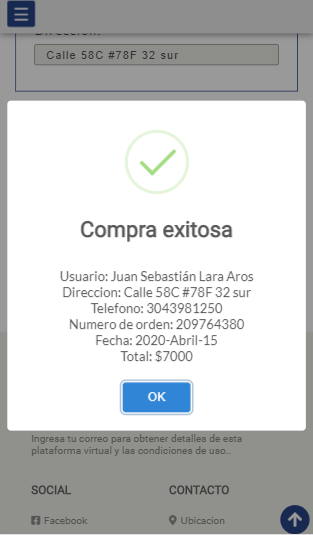 Dirección:
Calle 58C #78F 32 sur
Compra exitosa
Usuario: Juan Sebastián Lara Aros
Direccion: Calle 58C #78F 32 sur
Telefono: 3043981250
Numero de orden: 209764380
Fecha: 2020-Abril-15
Total: $7000
OK
Ingresa tu correo para obtener detalles de esta
plataforma virtual y las condiciones de uso..
SOCIAL
CONTACTO
Facebook
Ubicacion